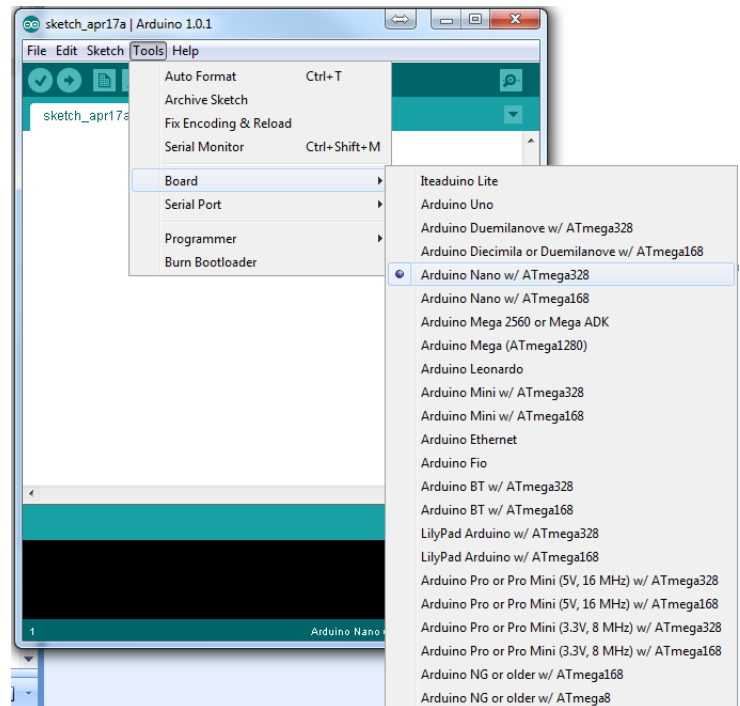 sketch_apr17a | Arduino 1.0.1
File Edit Sketch Tools Help
Auto Format Ctrl+T
Archive Sketch
sketch_apr17a
Fix Encoding & Reload
Serial Monitor Ctrl+Shift+M
Board
Serial Port
Programmer
Burn Bootloader
Iteaduino Lite
Arduino Uno
Arduino Duemilanove w/ ATmega328
Arduino Diecimila or Duemilanove w/ ATmega168
Arduino Nano w/ ATmega328
Arduino Nano w/ ATmega168
Arduino Mega 2560 or Mega ADK
Arduino Mega (ATmega1280)
Arduino Leonardo
Arduino Mini w/ ATmega328
Arduino Mini w/ ATmega168
Arduino Ethernet
Arduino Fio
Arduino BT w/ ATmega328
Arduino BT w/ ATmega168
LilyPad Arduino w/ ATmega328
LilyPad Arduino w/ ATmega168
Arduino Pro or Pro Mini (5V, 16 MHz) w/ ATmega328
Arduino Pro or Pro Mini (5V, 16 MHz) w/ ATmega168
Arduino Pro or Pro Mini (3.3V, 8 MHz) w/ ATmega328
Arduino Pro or Pro Mini (3.3V, 8 MHz) w/ ATmega168
Arduino NG or older w/ ATmega168
Arduino NG or older w/ ATmega8
1 Arduino Nano